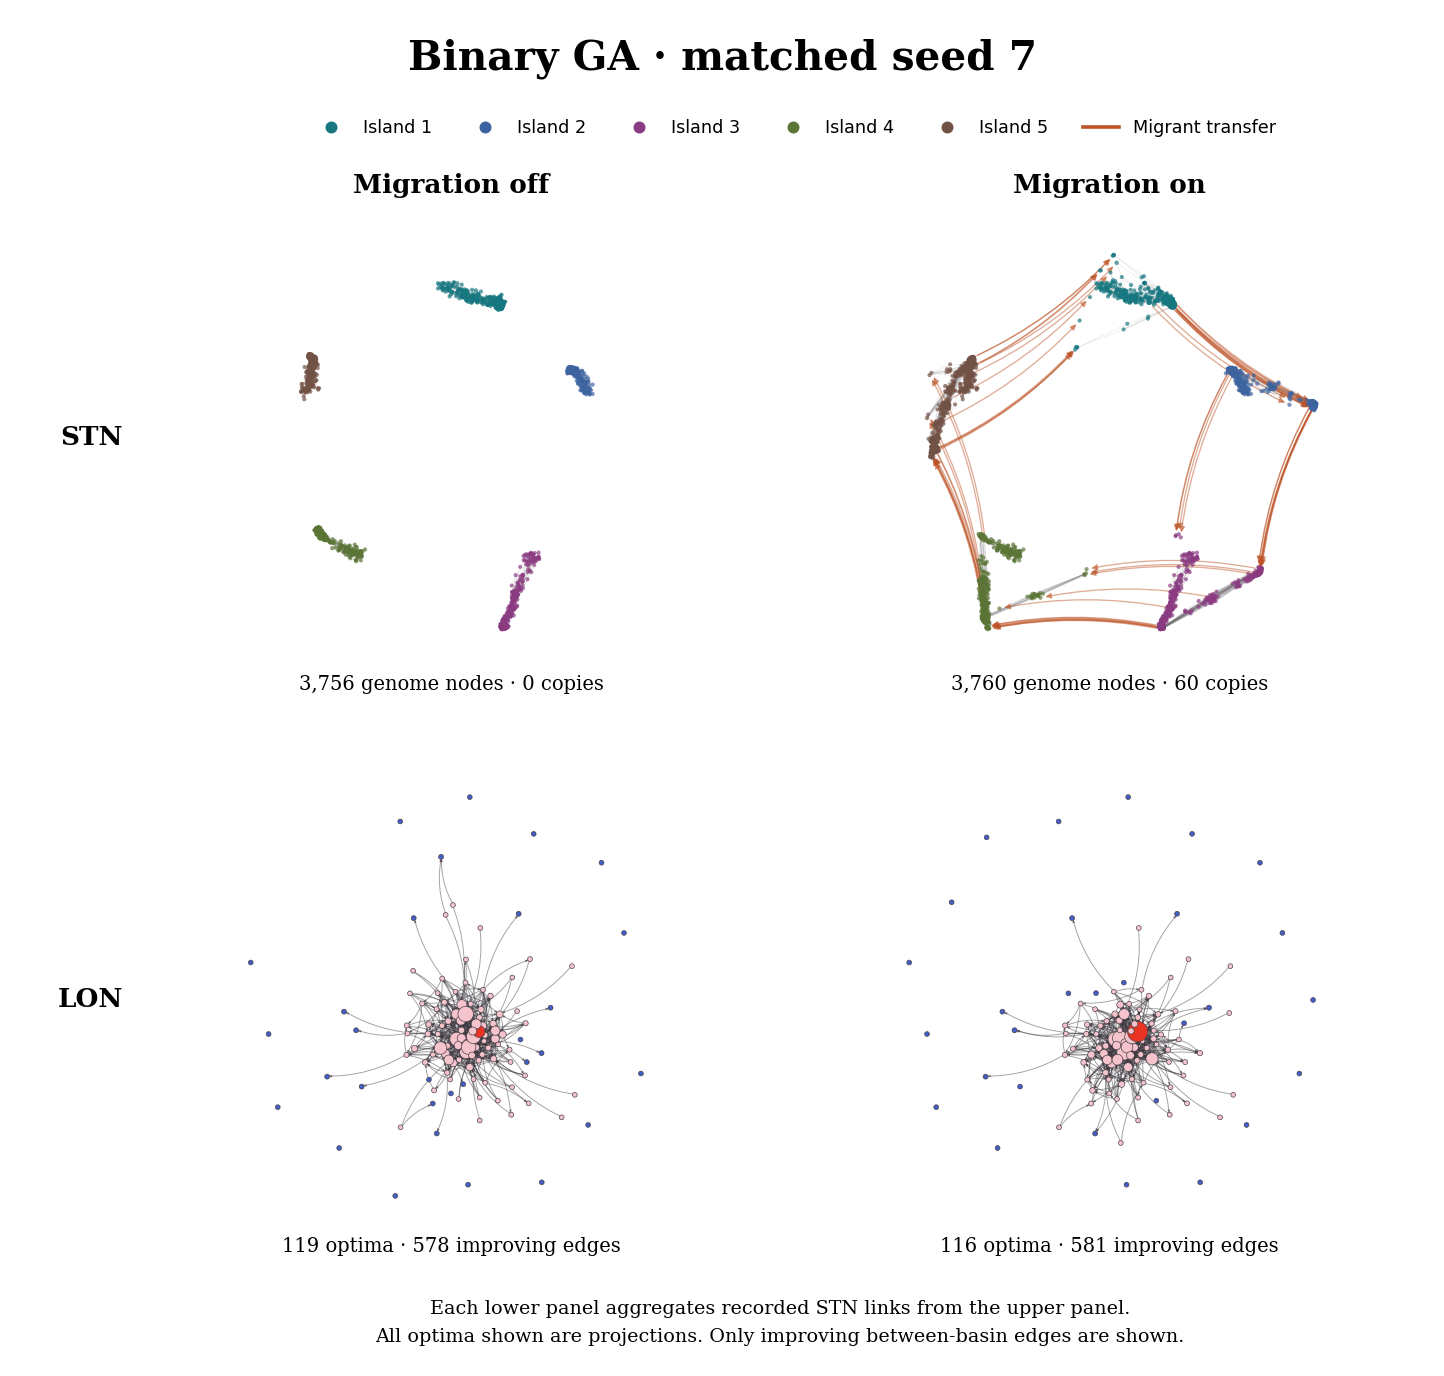 Binary GA · matched seed 7
Island 1 Island 2 Island 3 Island 4 Island 5 Migrant transfer
Migration off Migration on
STN
3,756 genome nodes · 0 copies 3,760 genome nodes · 60 copies
LON
119 optima · 578 improving edges 116 optima · 581 improving edges
Each lower panel aggregates recorded STN links from the upper panel.
All optima shown are projections. Only improving between-basin edges are shown.